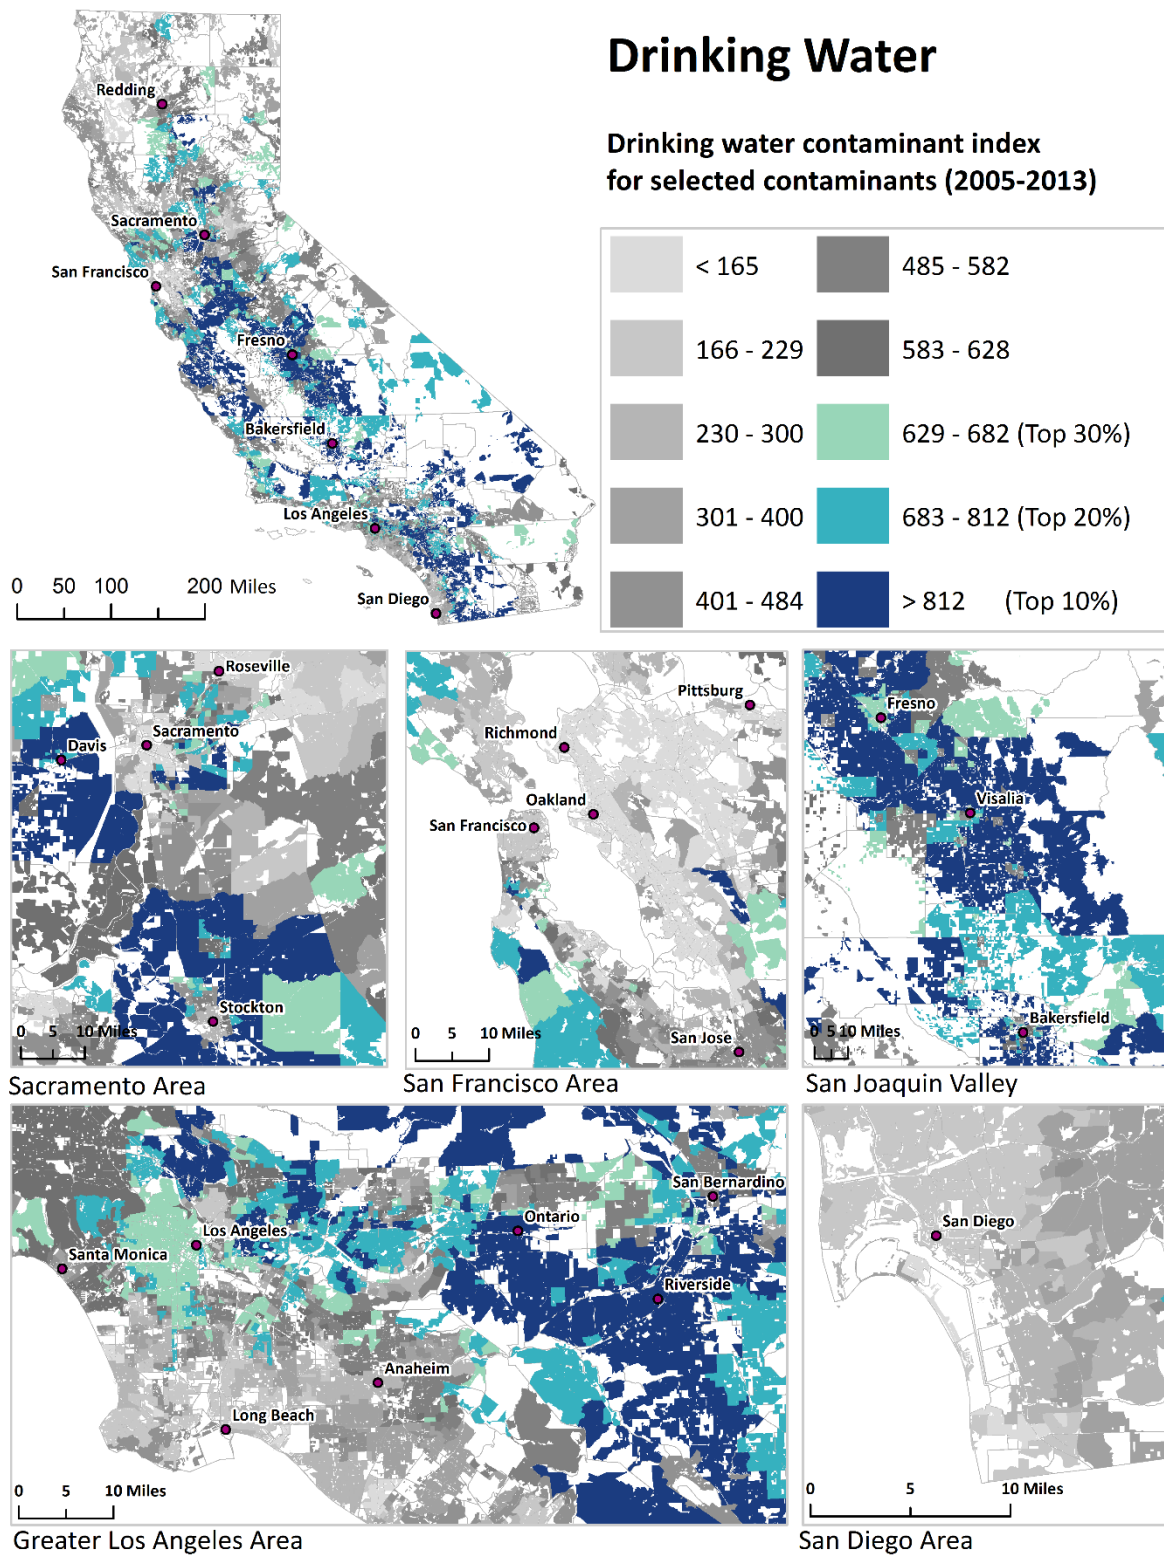 Drinking Water
Drinking water contaminant index
for selected contaminants (2005-2013)
< 165
485 - 582
166 - 229
583 - 628
230 - 300
629 - 682 (Top 30%)
301 - 400
683 - 812 (Top 20%)
401 - 484
> 812 (Top 10%)
Redding
Sacramento
San Francisco
Fresno
Bakersfield
Los Angeles
San Diego
0 50 100 200 Miles
Roseville
Sacramento
Davis
Stockton
0 5 10 Miles
Sacramento Area
Pittsburg
Richmond
Oakland
San Francisco
San Jose
0 5 10 Miles
San Francisco Area
Fresno
Visalia
Bakersfield
0 5 10 Miles
San Joaquin Valley
San Bernardino
Ontario
Los Angeles
Santa Monica
Riverside
Anaheim
Long Beach
0 5 10 Miles
Greater Los Angeles Area
San Diego
0 5 10 Miles
San Diego Area